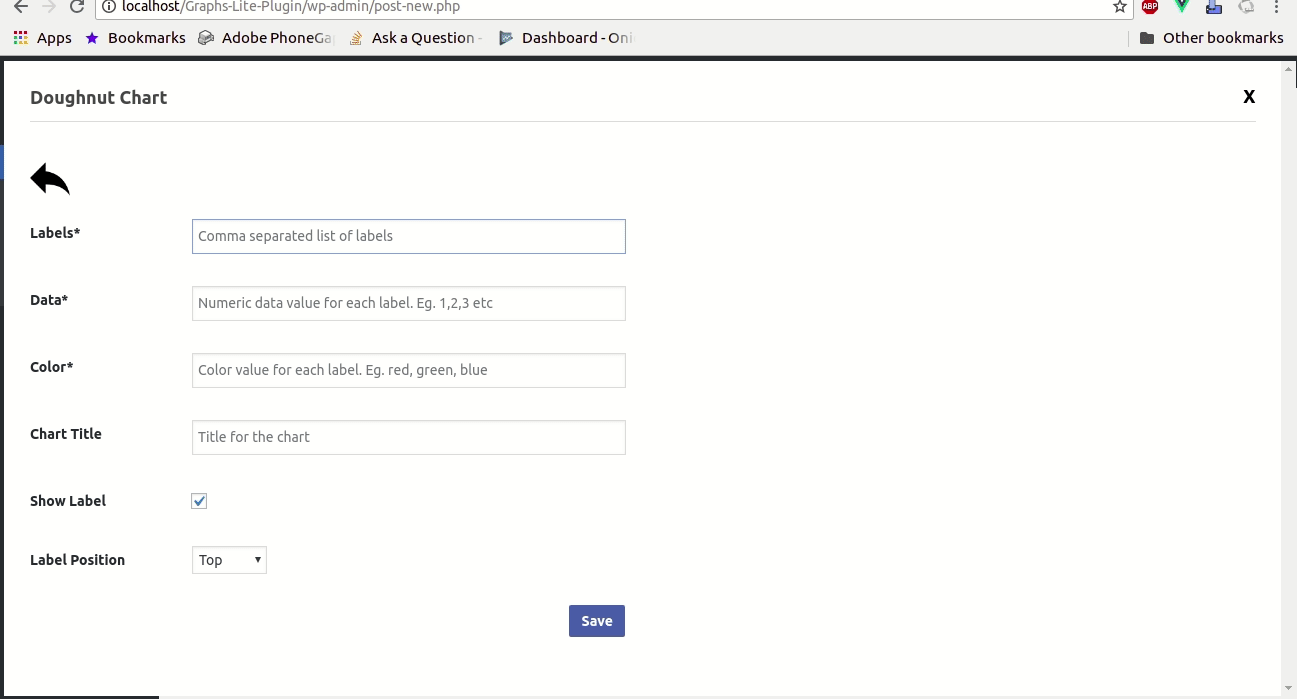 localhost/Graphs-Lite-Plugin/wp-admin/post-new.php
ABP
Apps Bookmarks Adobe PhoneGa Ask a Question - Dashboard - Oni Other bookmarks
Doughnut Chart X
Labels* Comma separated list of labels
Data* Numeric data value for each label. Eg. 1,2,3 etc
Color* Color value for each label. Eg. red, green, blue
Chart Title Title for the chart
Show Label
Label Position Top
Save